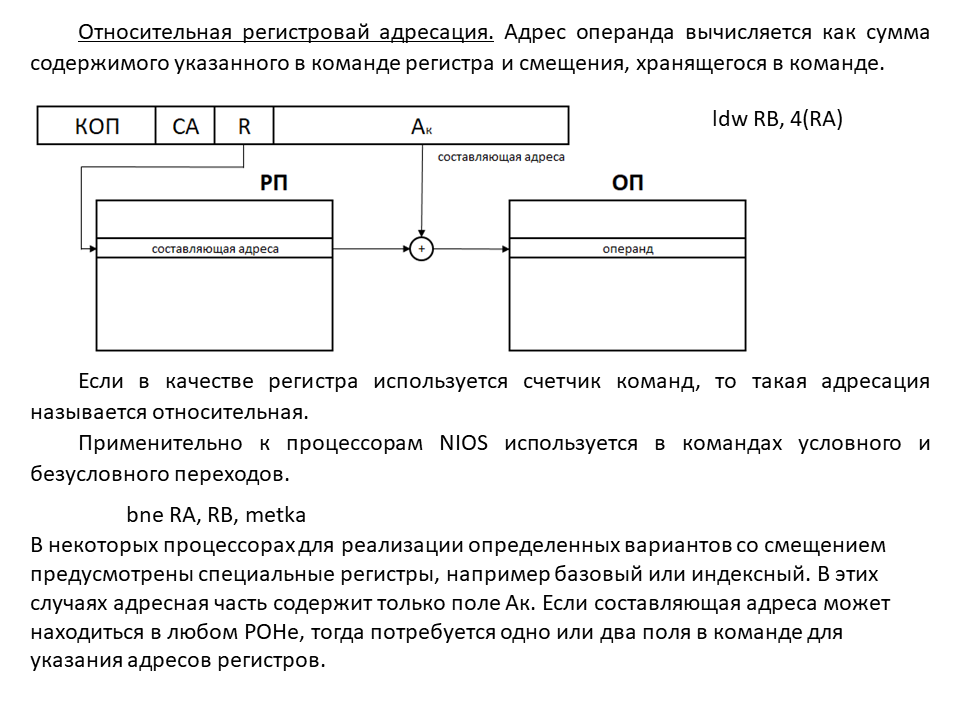 Относительная регистровай адресация. Адрес операнда вычисляется как сумма
содержимого указанного в команде регистра и смещения, хранящегося в команде.
ldw RB, 4(RA)
КОП СА R Ак
составляющая адреса
РП ОП
составляющая адреса + операнд
Если в качестве регистра используется счетчик команд, то такая адресация
называется относительная.
Применительно к процессорам NIOS используется в командах условного и
безусловного переходов.
bne RA, RB, metka
В некоторых процессорах для реализации определенных вариантов со смещением
предусмотрены специальные регистры, например базовый или индексный. В этих
случаях адресная часть содержит только поле Ак. Если составляющая адреса может
находиться в любом РОНе, тогда потребуется одно или два поля в команде для
указания адресов регистров.